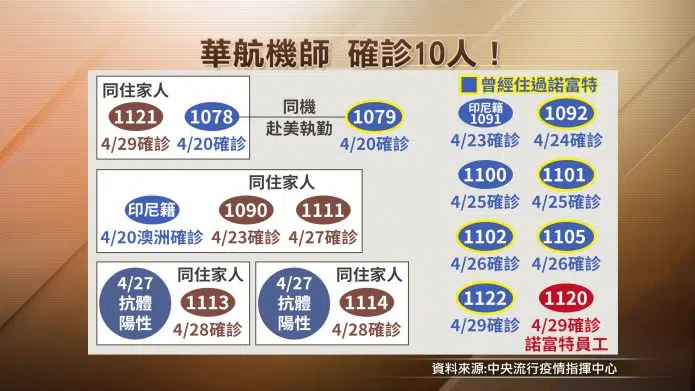 華航機師 確診10人！
同住家人
1121
4/29確診
1078
4/20確診
同機
赴美執勤
1079
4/20確診
同住家人
印尼籍
4/20澳洲確診
1090
4/23確診
1111
4/27確診
4/27
抗體
陽性
同住家人
1113
4/28確診
4/27
抗體
陽性
同住家人
1114
4/28確診
曾經住過諾富特
印尼籍
1091
4/23確診
1092
4/24確診
1100
4/25確診
1101
4/25確診
1102
4/26確診
1105
4/26確診
1122
4/29確診
1120
4/29確診
諾富特員工
資料來源:中央流行疫情指揮中心